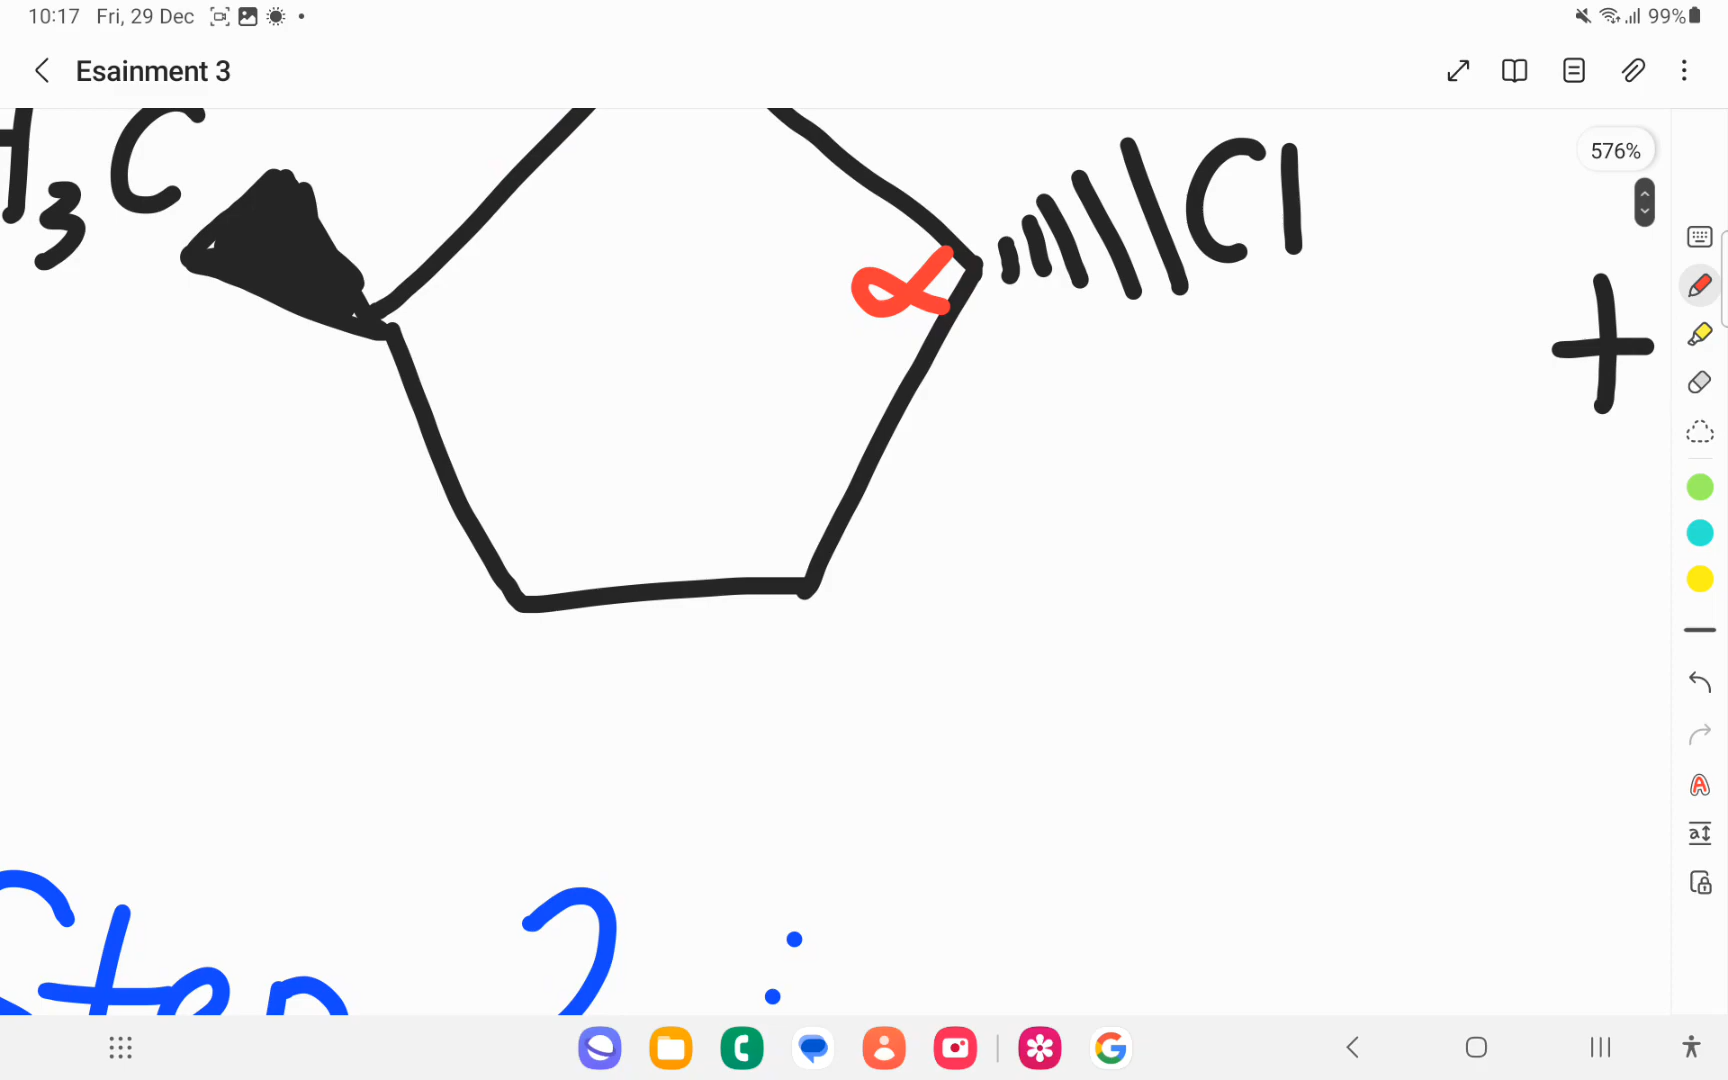 10:17 Fri, 29 Dec 99%
Esainment 3
576%
H3C
Cl
α
+
Step 2: